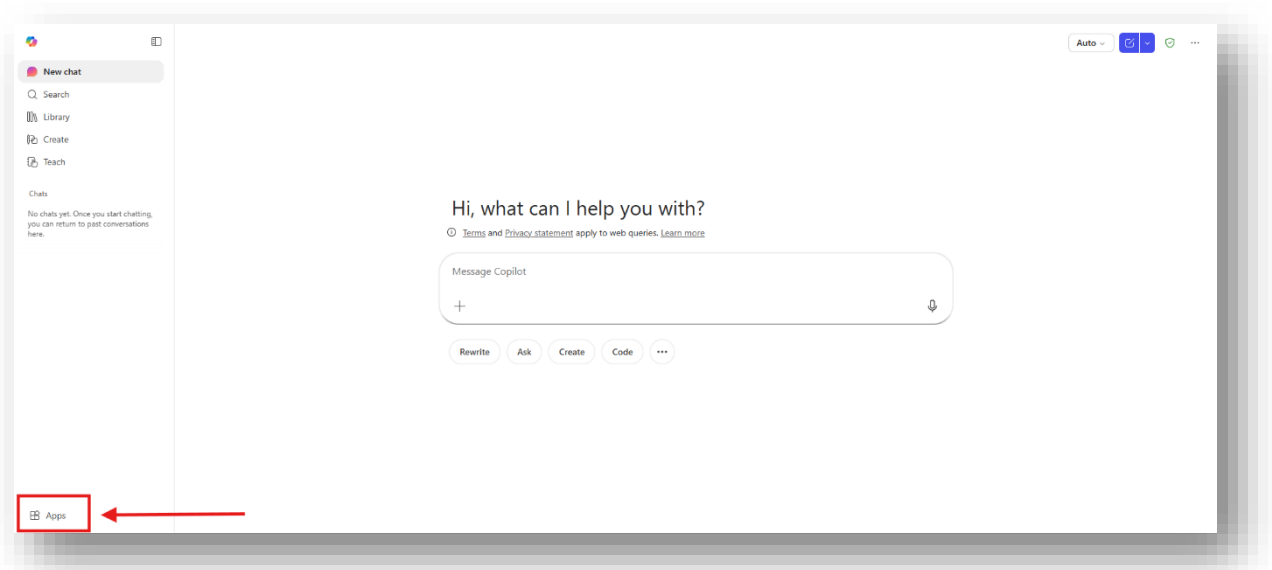 New chat
Search
Library
Create
Teach
Chats
No chats yet. Once you start chatting,
you can return to past conversations
here.
Apps
Auto
Hi, what can I help you with?
Terms and Privacy statement apply to web queries. Learn more
Message Copilot
Rewrite Ask Create Code